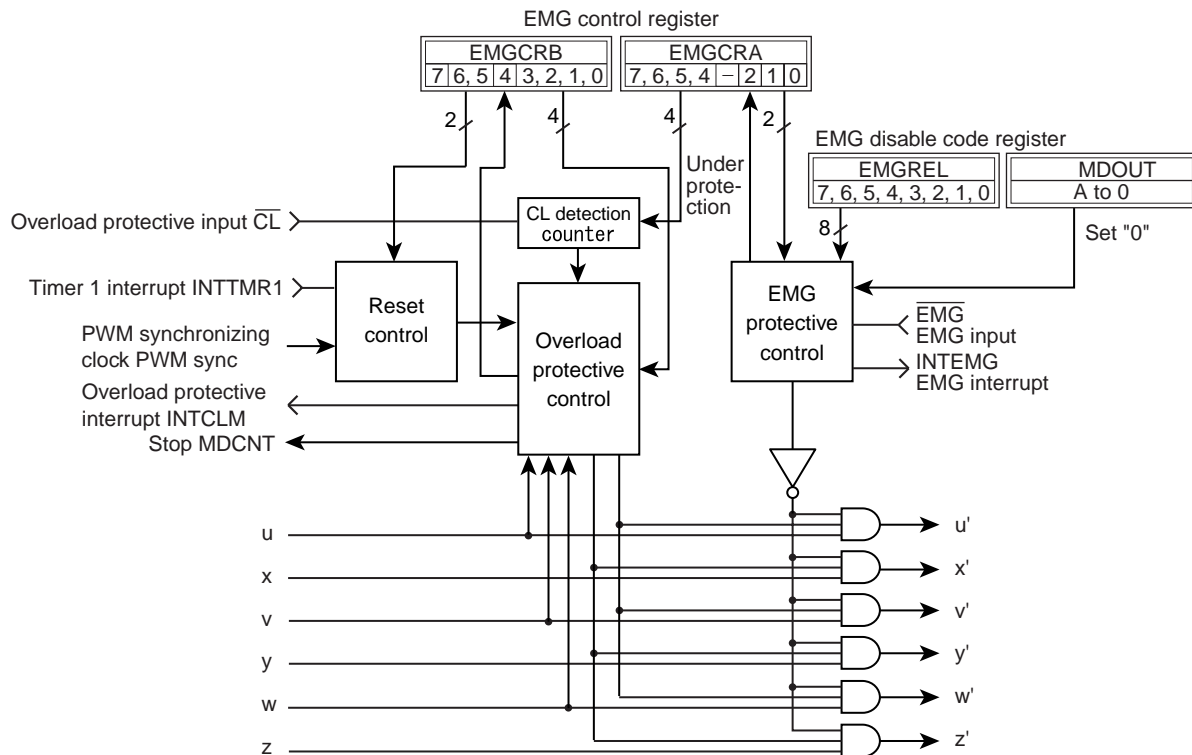 EMG control register
EMGCRB
7 6, 5 4 3, 2, 1, 0
EMGCRA
7, 6, 5, 4 – 2 1 0
2
4
4
2
Under
prote-
ction
EMG disable code register
EMGREL
7, 6, 5, 4, 3, 2, 1, 0
MDOUT
A to 0
8
Set "0"
Overload protective input C̅L̅
CL detection
counter
Timer 1 interrupt INTTMR1
Reset
control
PWM synchronizing
clock PWM sync
Overload
protective
control
EMG
protective
control
E̅M̅G̅
EMG input
INTEMG
EMG interrupt
Overload protective
interrupt INTCLM
Stop MDCNT
u
u'
x
x'
v
v'
y
y'
w
w'
z
z'